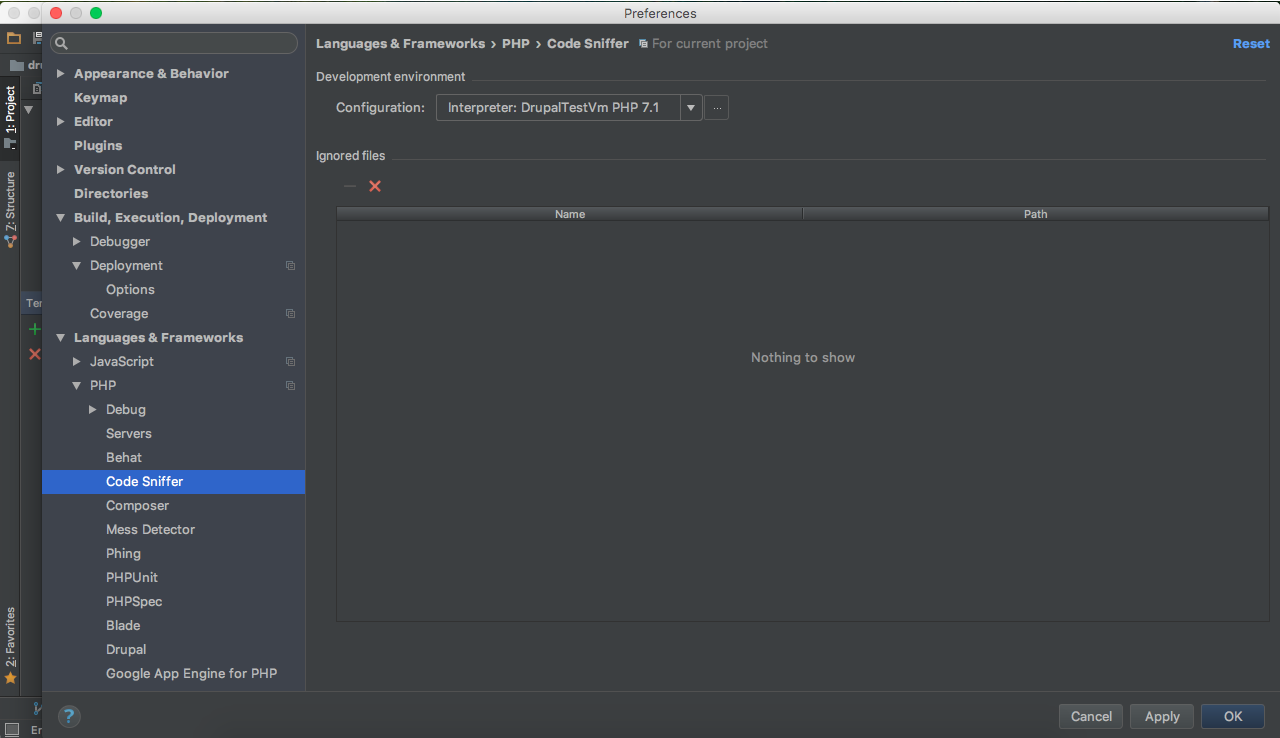 Preferences
dr
1: Project
Z: Structure
2: Favorites
Ter
Er
Appearance & Behavior
Keymap
Editor
Plugins
Version Control
Directories
Build, Execution, Deployment
Debugger
Deployment
Options
Coverage
Languages & Frameworks
JavaScript
PHP
Debug
Servers
Behat
Code Sniffer
Composer
Mess Detector
Phing
PHPUnit
PHPSpec
Blade
Drupal
Google App Engine for PHP
Languages & Frameworks › PHP › Code Sniffer For current project Reset
Development environment
Configuration: Interpreter: DrupalTestVm PHP 7.1 ...
Ignored files
Name Path
Nothing to show
? Cancel Apply OK